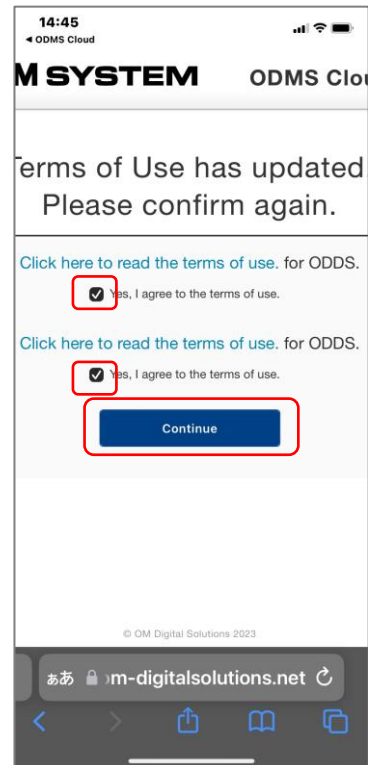 14:45
◀ ODMS Cloud
M SYSTEM ODMS Clou
Terms of Use has updated.
Please confirm again.
Click here to read the terms of use. for ODDS.
Yes, I agree to the terms of use.
Click here to read the terms of use. for ODDS.
Yes, I agree to the terms of use.
Continue
© OM Digital Solutions 2023
ぁあ m-digitalsolutions.net